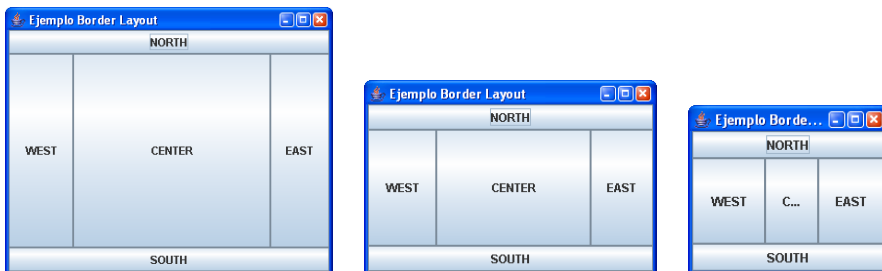 Ejemplo Border Layout
NORTH
WEST CENTER EAST
SOUTH
Ejemplo Border Layout
NORTH
WEST CENTER EAST
SOUTH
Ejemplo Borde...
NORTH
WEST C... EAST
SOUTH